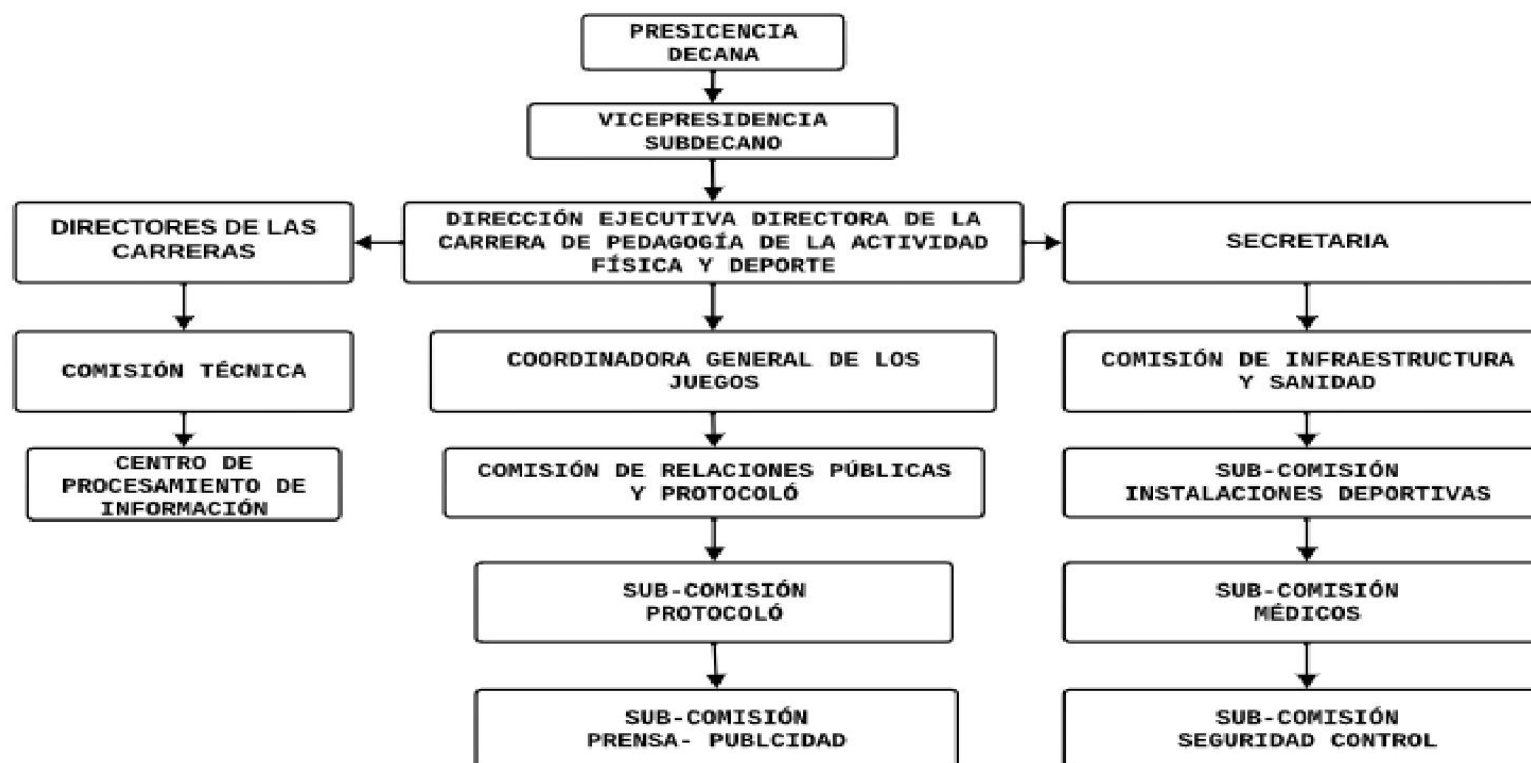 PRESICENCIA
DECANA
VICEPRESIDENCIA
SUBDECANO
DIRECTORES DE LAS
CARRERAS
DIRECCIÓN EJECUTIVA DIRECTORA DE LA
CARRERA DE PEDAGOGÍA DE LA ACTIVIDAD
FÍSICA Y DEPORTE
SECRETARIA
COMISIÓN TÉCNICA
COORDINADORA GENERAL DE LOS
JUEGOS
COMISIÓN DE INFRAESTRUCTURA
Y SANIDAD
CENTRO DE
PROCESAMIENTO DE
INFORMACIÓN
COMISIÓN DE RELACIONES PÚBLICAS
Y PROTOCOLÓ
SUB-COMISIÓN
INSTALACIONES DEPORTIVAS
SUB-COMISIÓN
PROTOCOLÓ
SUB-COMISIÓN
MÉDICOS
SUB-COMISIÓN
PRENSA- PUBLCIDAD
SUB-COMISIÓN
SEGURIDAD CONTROL